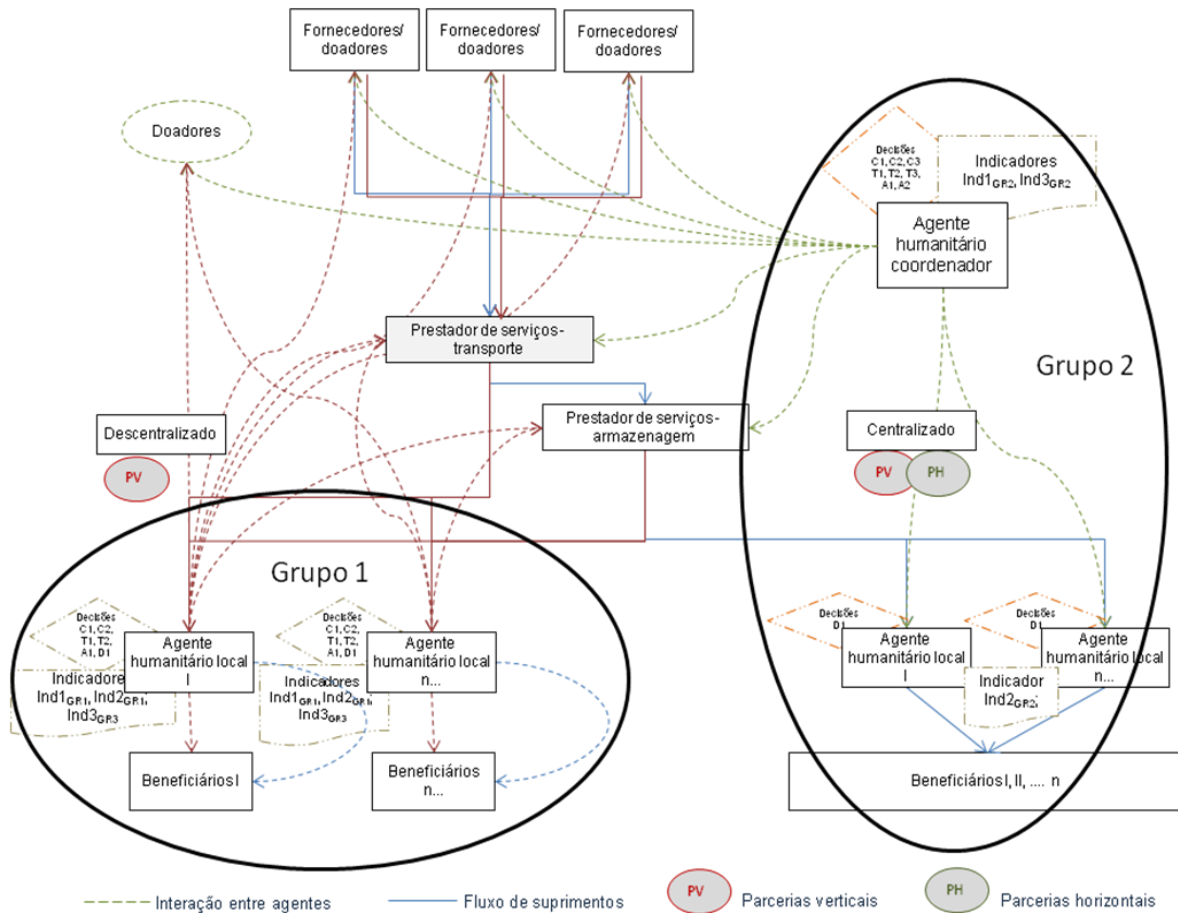 Fornecedores/
doadores
Fornecedores/
doadores
Fornecedores/
doadores
Doadores
Decisões
C1, C2, C3
T1, T2, T3,
A1, A2
Indicadores
Ind1GR2, Ind3GR2
Agente
humanitário
coordenador
Prestador de serviços-
transporte
Grupo 2
Prestador de serviços-
armazenagem
Descentralizado
PV
Centralizado
PV
PH
Grupo 1
Decisões
C1, C2,
T1, T2,
A1, D1
Agente
humanitário local
I
Indicadores
Ind1GR1, Ind2GR1;
Ind3GR3
Decisões
C1, C2,
T1, T2,
A1, D1
Agente
humanitário local
n...
Indicadores
Ind1GR1, Ind2GR1;
Ind3GR3
Beneficiários I
Beneficiários
n...
Decisões
D1
Agente
humanitário local
I
Decisões
D1
Agente
humanitário local
n...
Indicador
Ind2GR2;
Beneficiários I, II, .... n
Interação entre agentes
Fluxo de suprimentos
PV
Parcerias verticais
PH
Parcerias horizontais